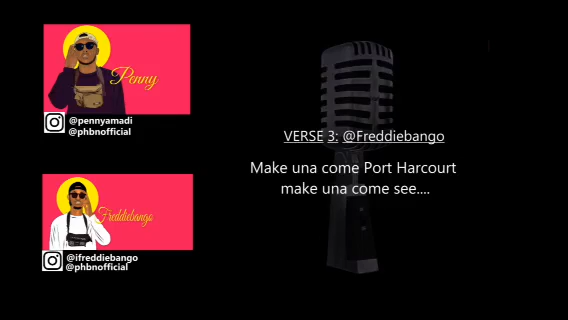 Penny
@pennyamadi
@phbnofficial
Freddiebango
@ifreddiebango
@phbnofficial
VERSE 3: @Freddiebango
Make una come Port Harcourt
make una come see....